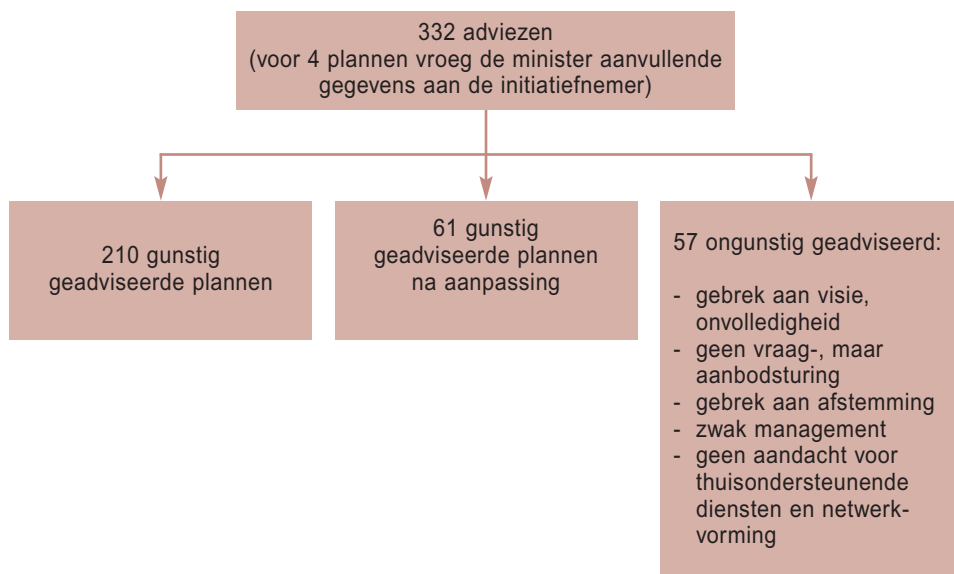 332 adviezen
(voor 4 plannen vroeg de minister aanvullende
gegevens aan de initiatiefnemer)
210 gunstig
geadviseerde plannen
61 gunstig
geadviseerde plannen
na aanpassing
57 ongunstig geadviseerd:
- gebrek aan visie,
onvolledigheid
- geen vraag-, maar
aanbodsturing
- gebrek aan afstemming
- zwak management
- geen aandacht voor
thuisondersteunende
diensten en netwerk-
vorming